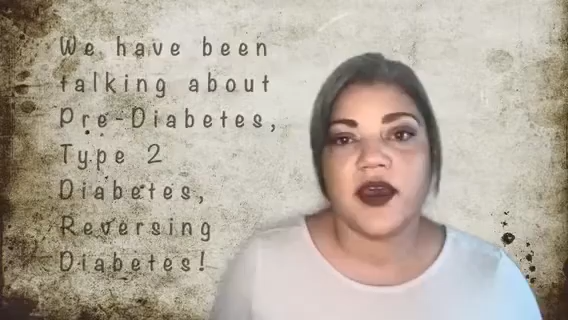 We have been
talking about
Pre-Diabetes,
Type 2
Diabetes,
Reversing
Diabetes!